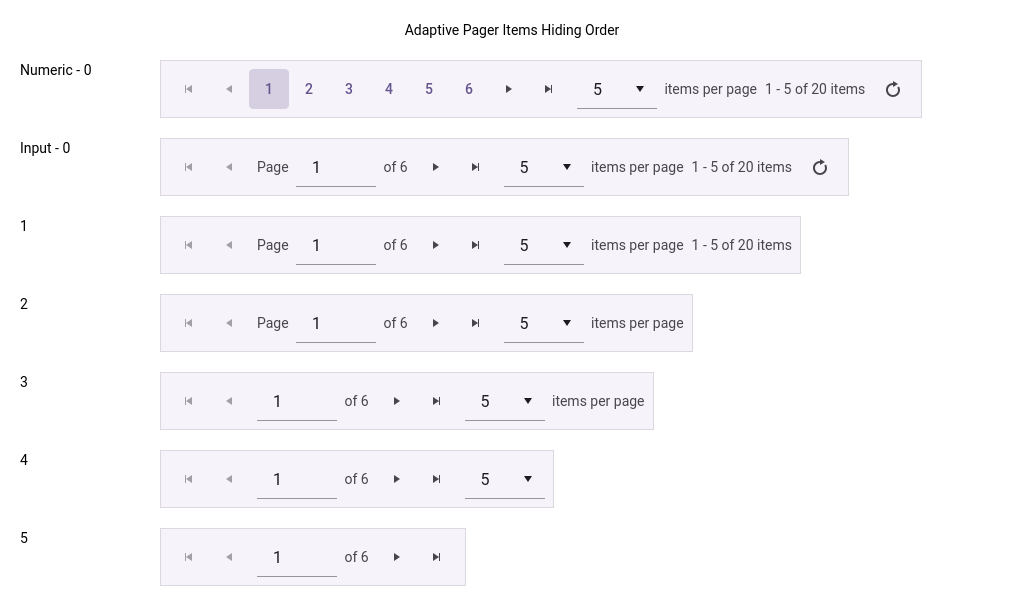 Adaptive Pager Items Hiding Order
Numeric - 0
1 2 3 4 5 6 5 items per page 1 - 5 of 20 items
Input - 0
Page 1 of 6 5 items per page 1 - 5 of 20 items
1
Page 1 of 6 5 items per page 1 - 5 of 20 items
2
Page 1 of 6 5 items per page
3
1 of 6 5 items per page
4
1 of 6 5
5
1 of 6